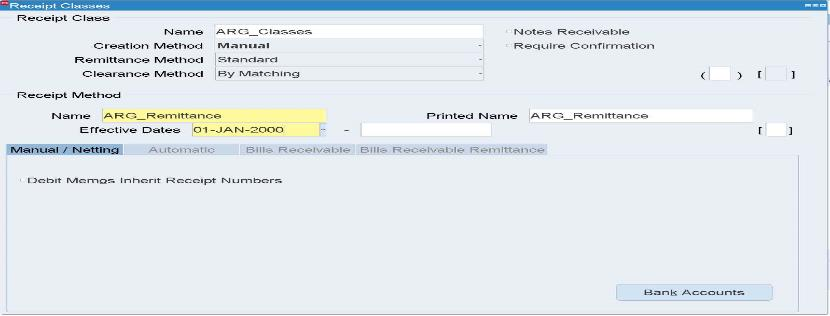 Receipt Classes
Receipt Class
Name ARG_Classes Notes Receivable
Creation Method Manual Require Confirmation
Remittance Method Standard
Clearance Method By Matching ( ) [ ]
Receipt Method
Name ARG_Remittance Printed Name ARG_Remittance
Effective Dates 01-JAN-2000 - [ ]
Manual / Netting Automatic Bills Receivable Bills Receivable Remittance
Debit Memos Inherit Receipt Numbers
Bank Accounts